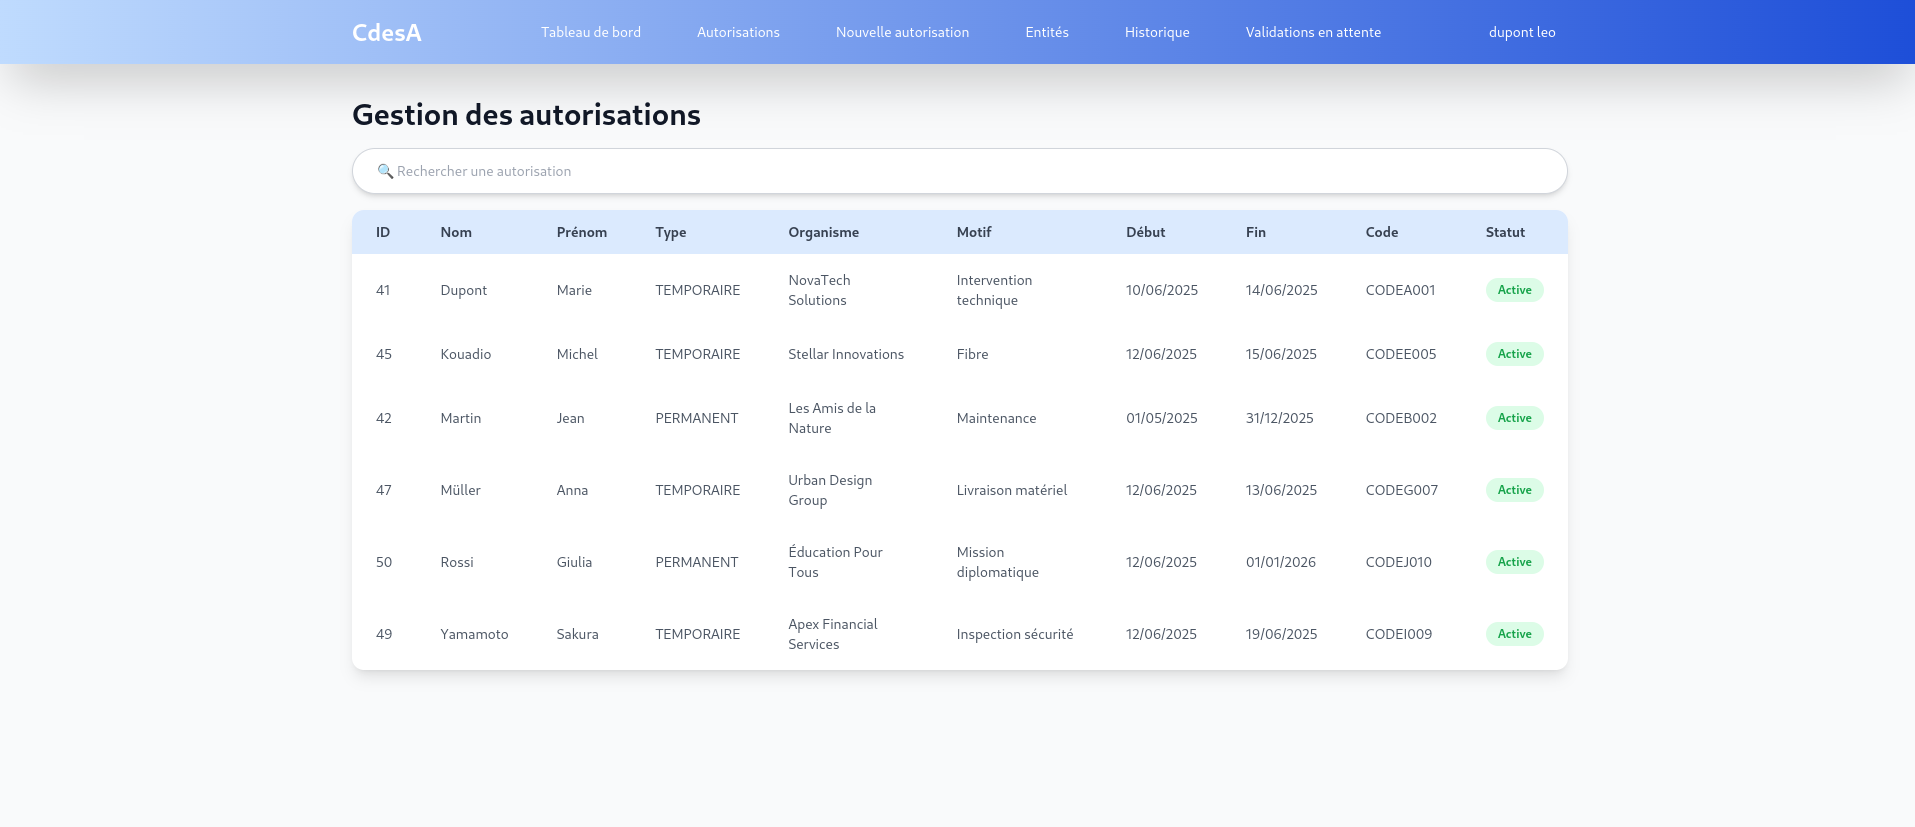 CdesA Tableau de bord Autorisations Nouvelle autorisation Entités Historique Validations en attente dupont leo
Gestion des autorisations
🔍 Rechercher une autorisation
ID Nom Prénom Type Organisme Motif Début Fin Code Statut
41 Dupont Marie TEMPORAIRE NovaTech Solutions Intervention technique 10/06/2025 14/06/2025 CODEA001 Active
45 Kouadio Michel TEMPORAIRE Stellar Innovations Fibre 12/06/2025 15/06/2025 CODEE005 Active
42 Martin Jean PERMANENT Les Amis de la Nature Maintenance 01/05/2025 31/12/2025 CODEB002 Active
47 Müller Anna TEMPORAIRE Urban Design Group Livraison matériel 12/06/2025 13/06/2025 CODEG007 Active
50 Rossi Giulia PERMANENT Éducation Pour Tous Mission diplomatique 12/06/2025 01/01/2026 CODEJ010 Active
49 Yamamoto Sakura TEMPORAIRE Apex Financial Services Inspection sécurité 12/06/2025 19/06/2025 CODEI009 Active